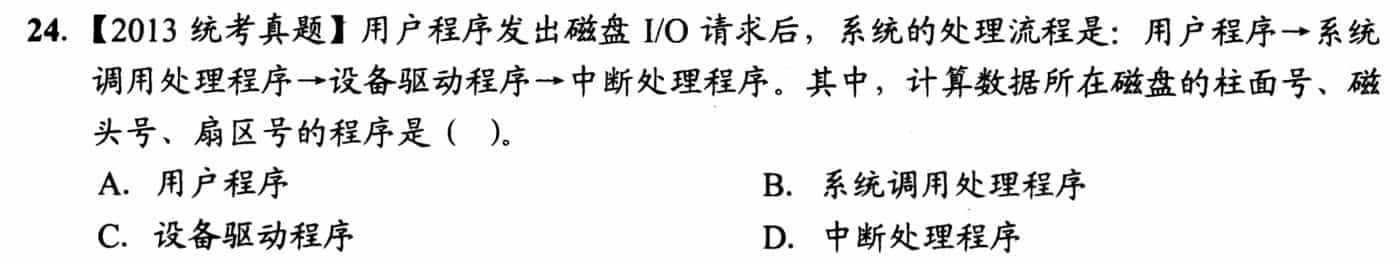 24. 【2013 统考真题】用户程序发出磁盘 I/O 请求后，系统的处理流程是：用户程序→系统
调用处理程序→设备驱动程序→中断处理程序。其中，计算数据所在磁盘的柱面号、磁
头号、扇区号的程序是（　）。
A. 用户程序 B. 系统调用处理程序
C. 设备驱动程序 D. 中断处理程序